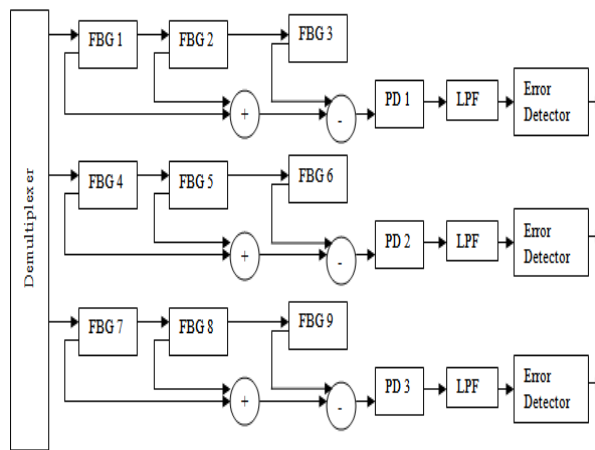 Demultiplexer
FBG 1
FBG 2
FBG 3
+
-
PD 1
LPF
Error
Detector
FBG 4
FBG 5
FBG 6
+
-
PD 2
LPF
Error
Detector
FBG 7
FBG 8
FBG 9
+
-
PD 3
LPF
Error
Detector